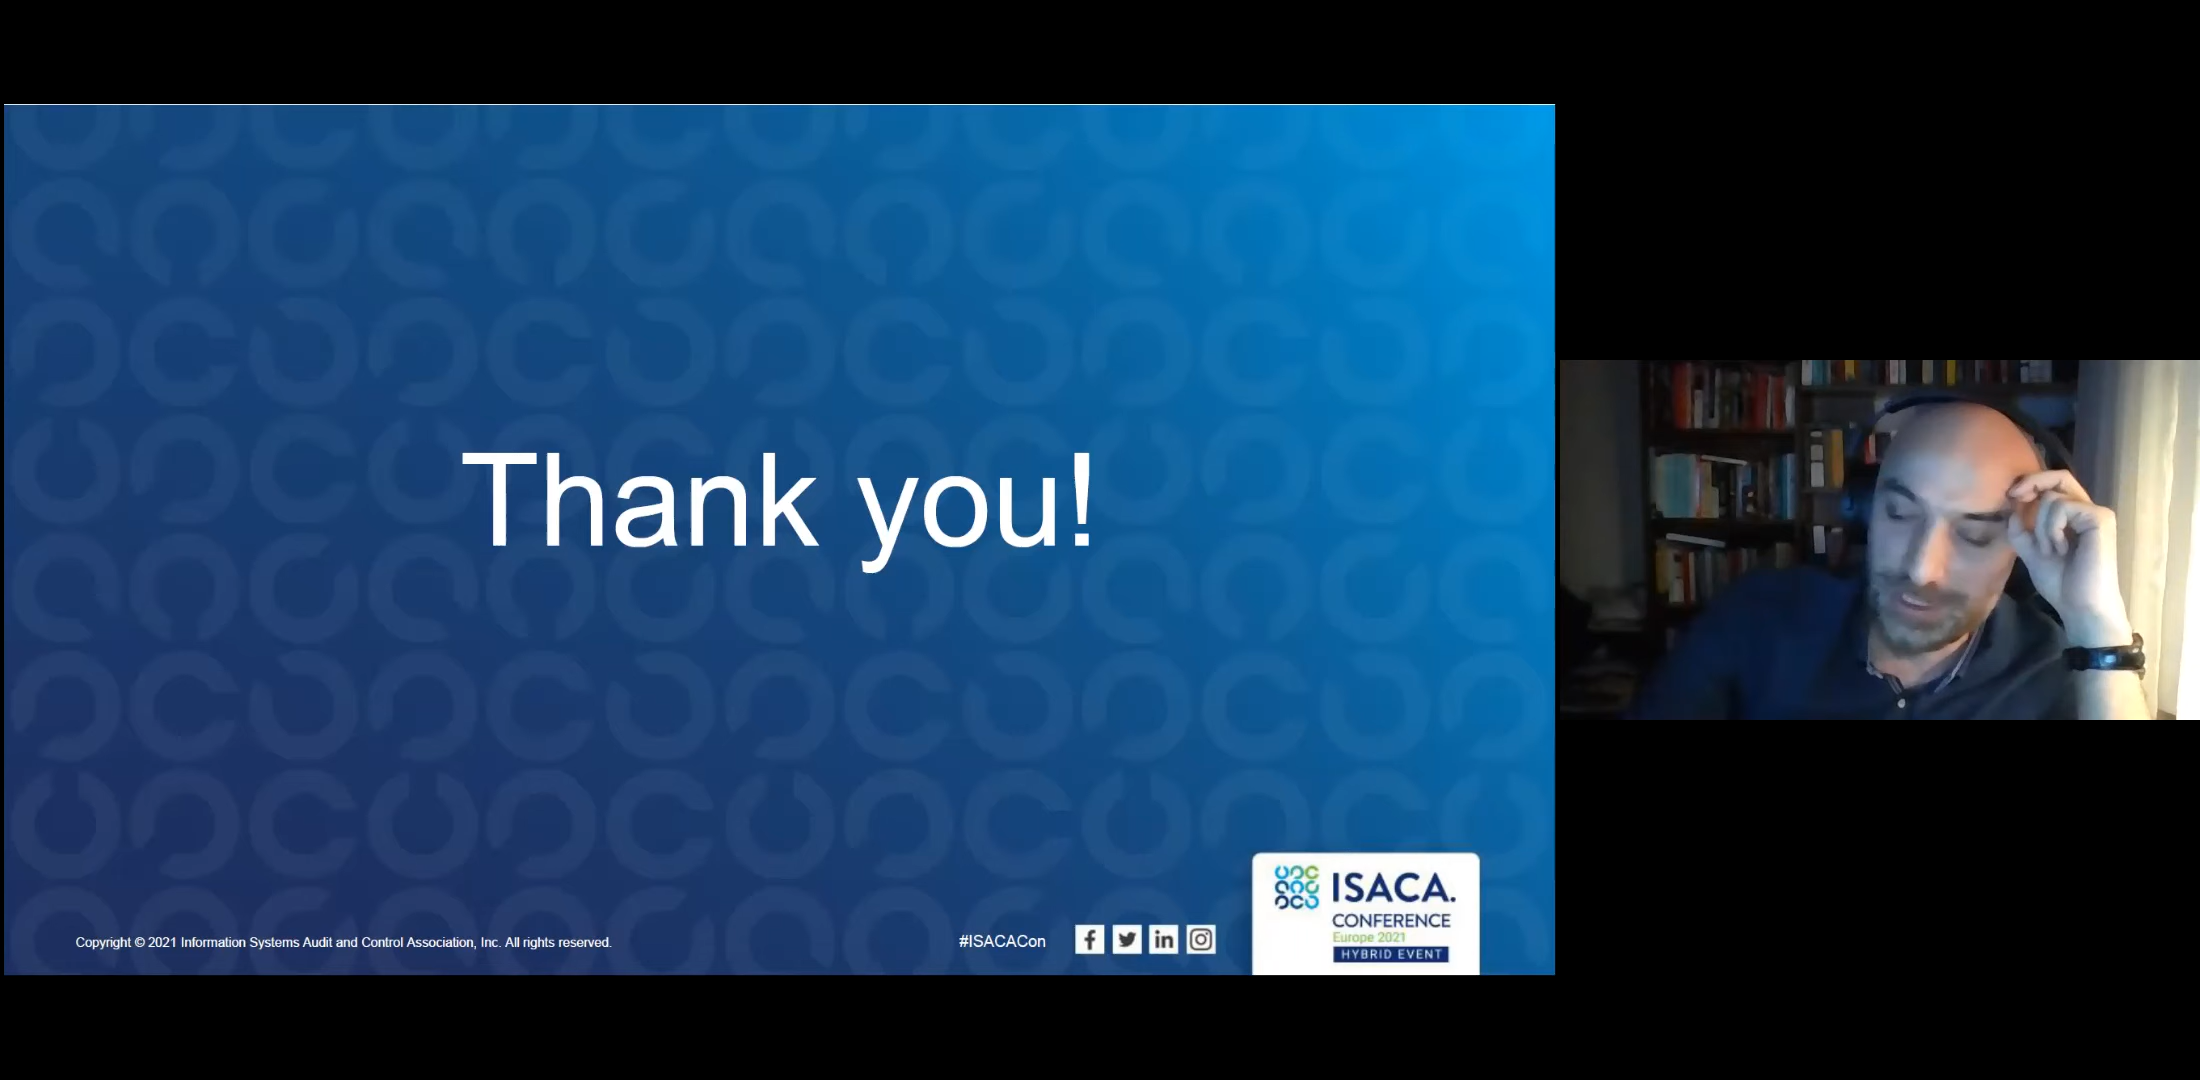 Thank you!
Copyright © 2021 Information Systems Audit and Control Association, Inc. All rights reserved.
#ISACACon
ISACA.
CONFERENCE
Europe 2021
HYBRID EVENT